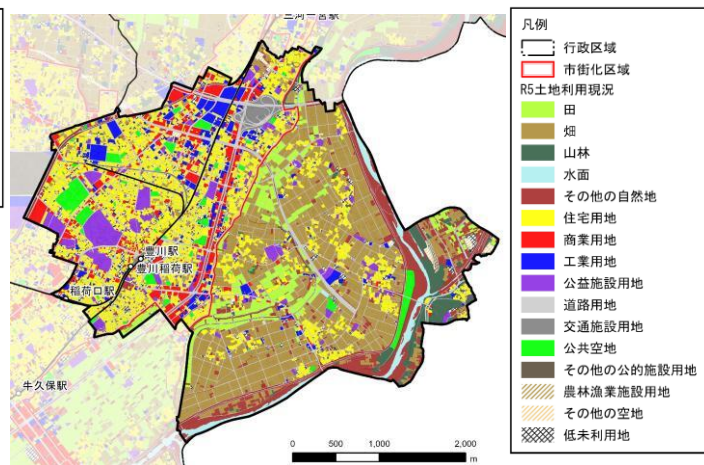 三河一宮駅
豊川駅
豊川稲荷駅
稲荷口駅
牛久保駅
0 500 1,000 2,000
m
凡例
行政区域
市街化区域
R5土地利用現況
田
畑
山林
水面
その他の自然地
住宅用地
商業用地
工業用地
公益施設用地
道路用地
交通施設用地
公共空地
その他の公的施設用地
農林漁業施設用地
その他の空地
低未利用地